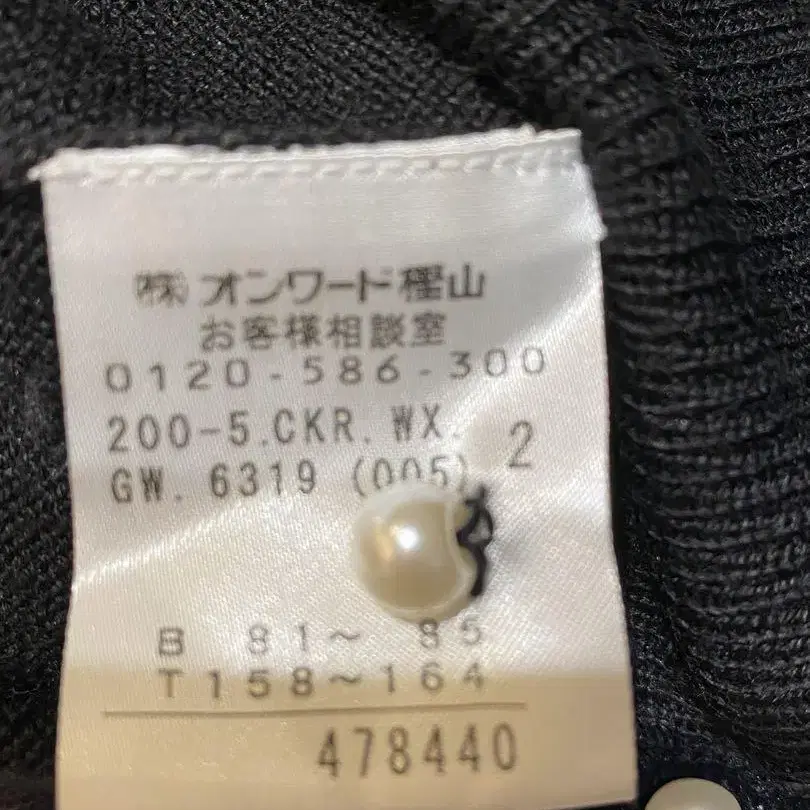 ㈱オンワード樫山
お客様相談室
0120-586-300
200-5.CKR.WX. 2
GW. 6319 (005)
B 81~ 85
T158~164
478440